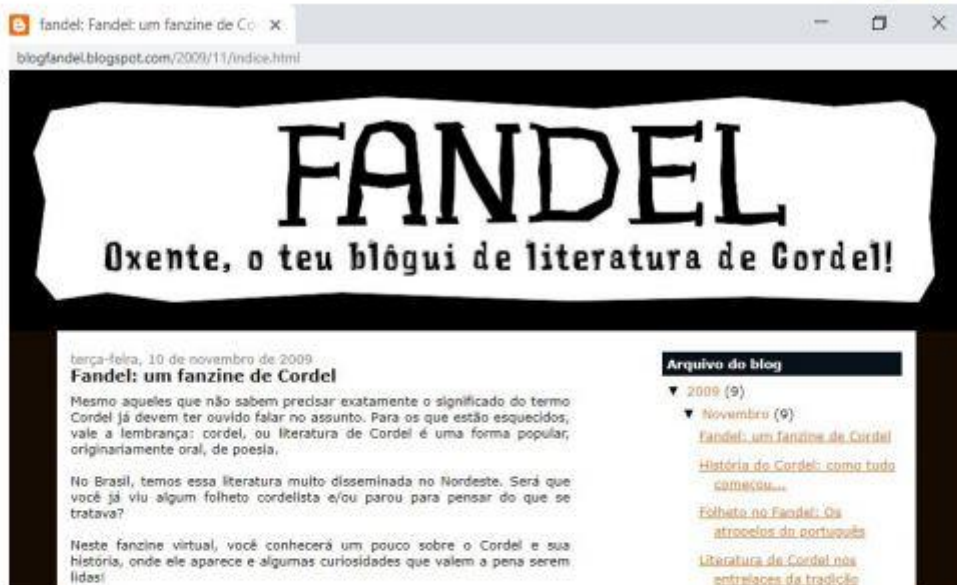 fandel: Fandel: um fanzine de Co
blogfandel.blogspot.com/2009/11/indice.html
FANDEL
Oxente, o teu blôgui de literatura de Cordel!
terça-feira, 10 de novembro de 2009
Fandel: um fanzine de Cordel
Mesmo aqueles que não sabem precisar exatamente o significado do termo
Cordel já devem ter ouvido falar no assunto. Para os que estão esquecidos,
vale a lembrança: cordel, ou literatura de Cordel é uma forma popular,
originariamente oral, de poesia.
No Brasil, temos essa literatura muito disseminada no Nordeste. Será que
você já viu algum folheto cordelista e/ou parou para pensar do que se
tratava?
Neste fanzine virtual, você conhecerá um pouco sobre o Cordel e sua
história, onde ele aparece e algumas curiosidades que valem a pena serem
lidas!
Arquivo do blog
▼ 2009 (9)
▼ Novembro (9)
Fandel: um fanzine de Cordel
História do Cordel: como tudo
começou...
Folheto no Fandel: Os
atropelos do português
Literatura de Cordel nos
entrelaces da tradição